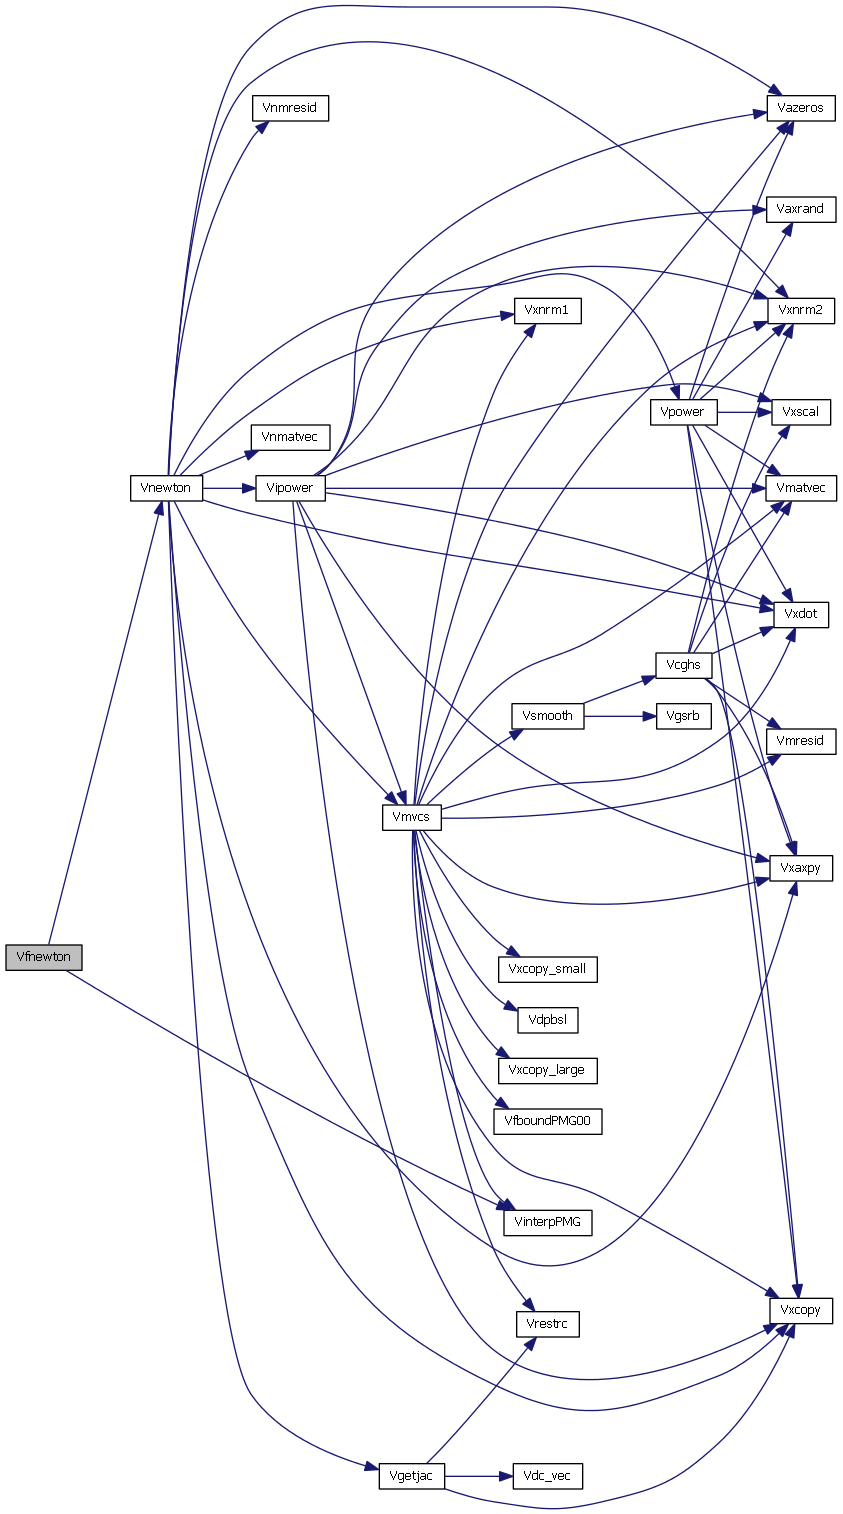 Vnmresid
Vazeros
Vaxrand
Vxnrm1
Vxnrm2
Vpower
Vxscal
Vnmatvec
Vnewton
Vipower
Vmatvec
Vxdot
Vcghs
Vsmooth
Vgsrb
Vmresid
Vmvcs
Vxaxpy
Vfnewton
Vxcopy_small
Vdpbsl
Vxcopy_large
VfboundPMG00
VinterpPMG
Vxcopy
Vrestrc
Vgetjac
Vdc_vec